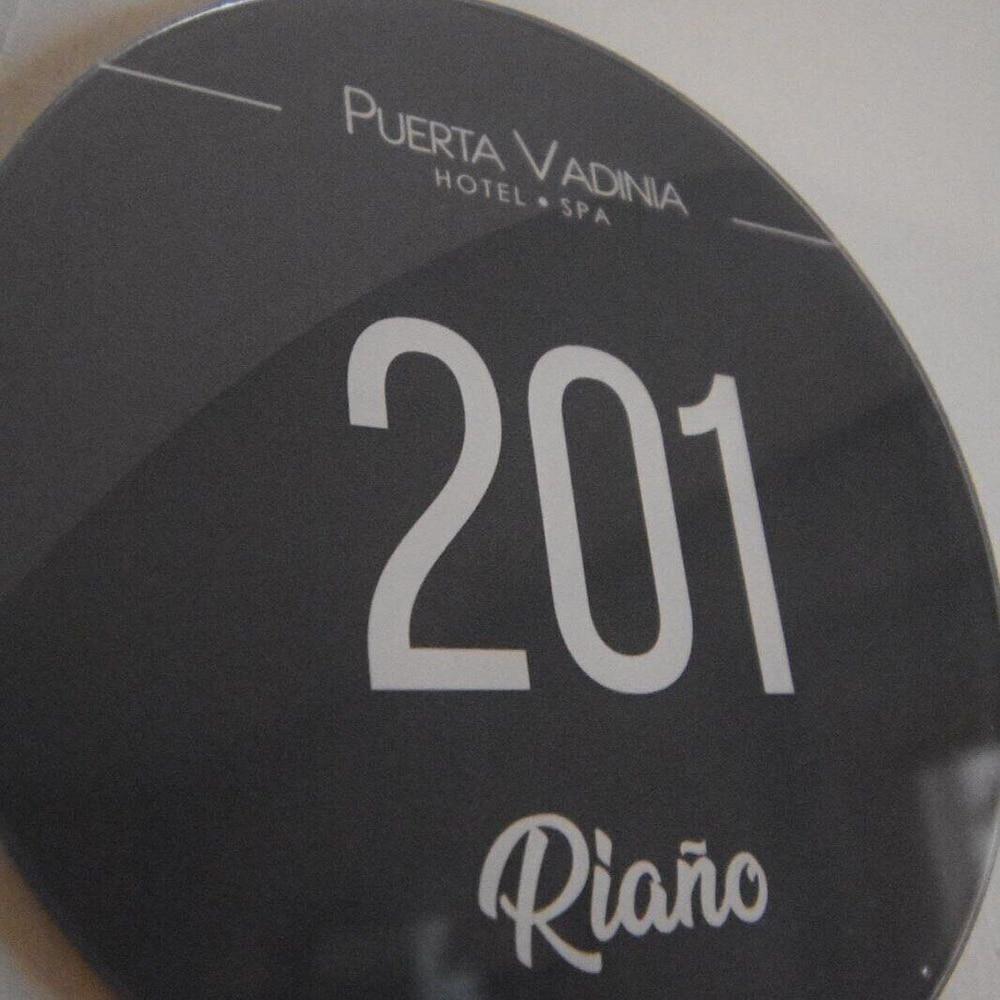 PUERTA VADINIA
HOTEL • SPA
201
Riaño